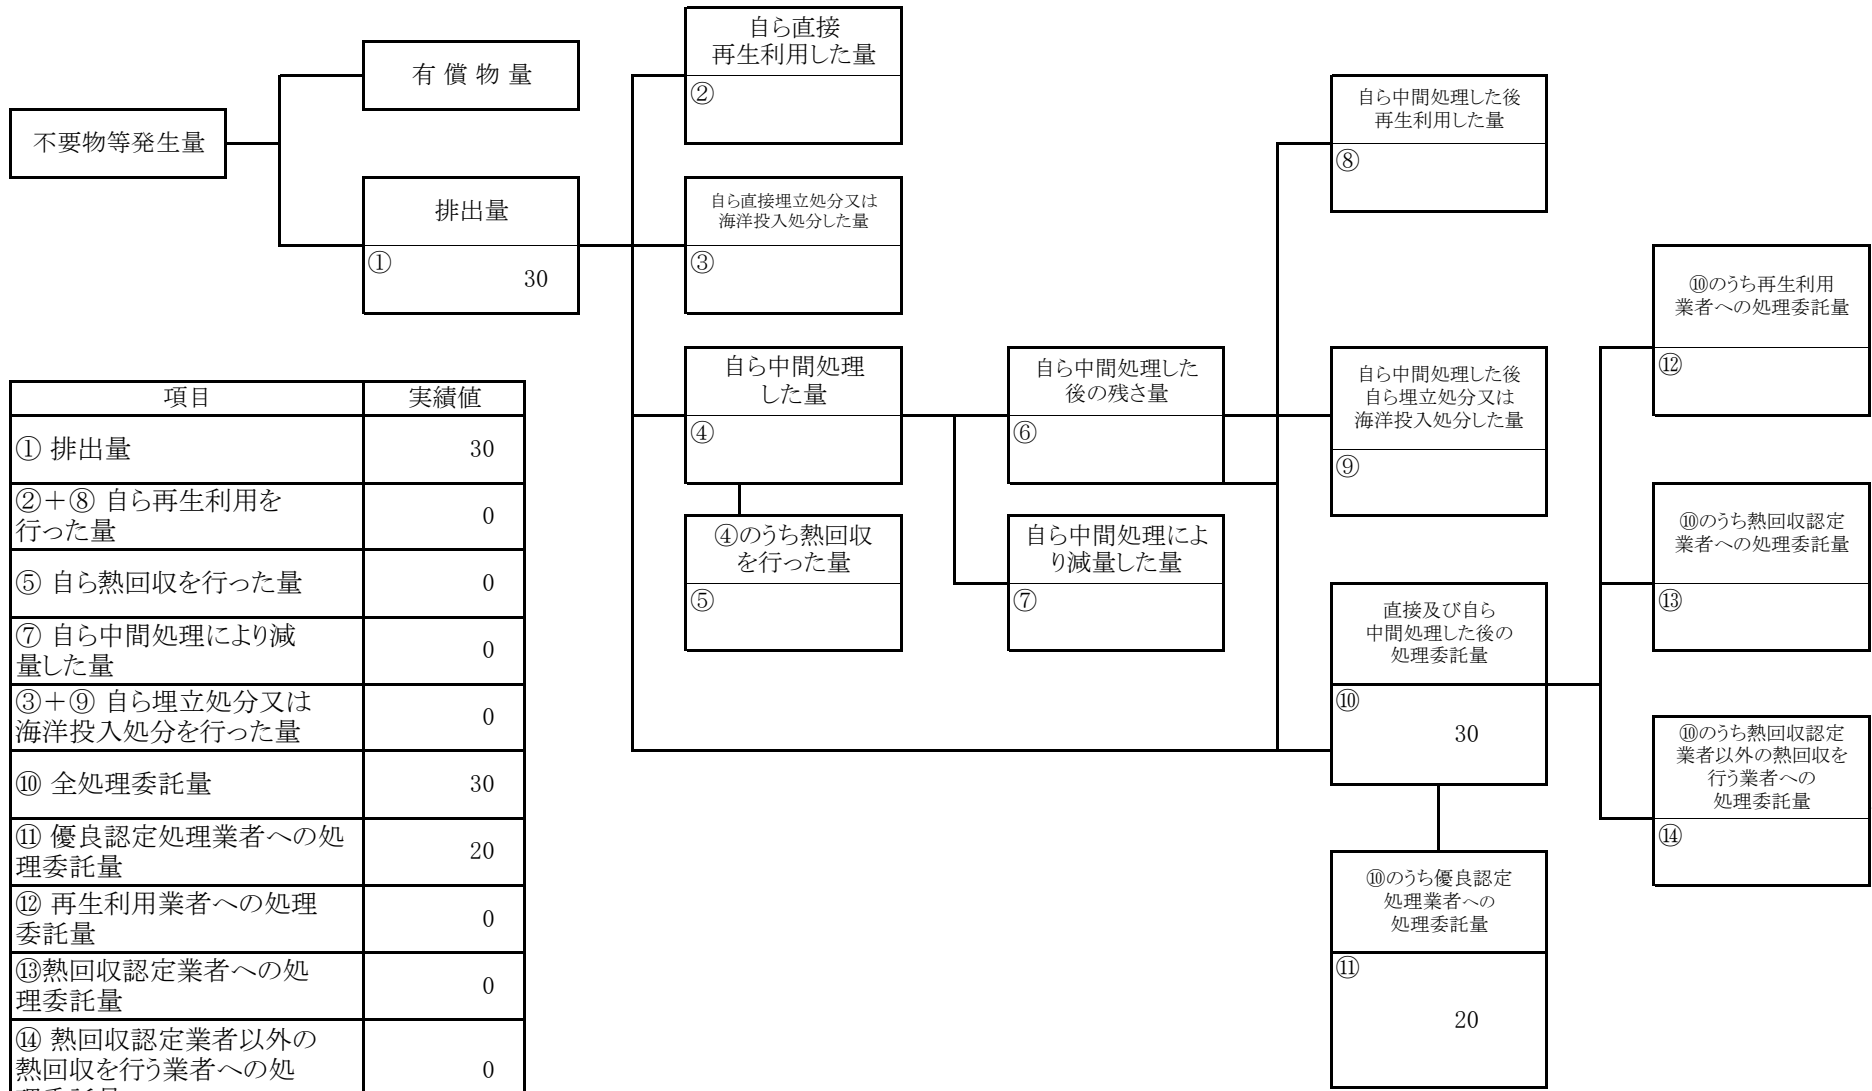 自ら直接
再生利用した量
②
有 償 物 量
不要物等発生量
排出量
①
30
自ら直接埋立処分又は
海洋投入処分した量
③
自ら中間処理した後
再生利用した量
⑧
自ら中間処理
した量
④
自ら中間処理した
後の残さ量
⑥
自ら中間処理した後
自ら埋立処分又は
海洋投入処分した量
⑨
④のうち熱回収
を行った量
⑤
自ら中間処理によ
り減量した量
⑦
直接及び自ら
中間処理した後の
処理委託量
⑩
30
⑩のうち優良認定
処理業者への
処理委託量
⑪
20
⑩のうち再生利用
業者への処理委託量
⑫
⑩のうち熱回収認定
業者への処理委託量
⑬
⑩のうち熱回収認定
業者以外の熱回収を
行う業者への
処理委託量
⑭
項目 実績値
① 排出量 30
②+⑧ 自ら再生利用を
行った量 0
⑤ 自ら熱回収を行った量 0
⑦ 自ら中間処理により減
量した量 0
③+⑨ 自ら埋立処分又は
海洋投入処分を行った量 0
⑩ 全処理委託量 30
⑪ 優良認定処理業者への処
理委託量 20
⑫ 再生利用業者への処理
委託量 0
⑬熱回収認定業者への処
理委託量 0
⑭ 熱回収認定業者以外の
熱回収を行う業者への処 0